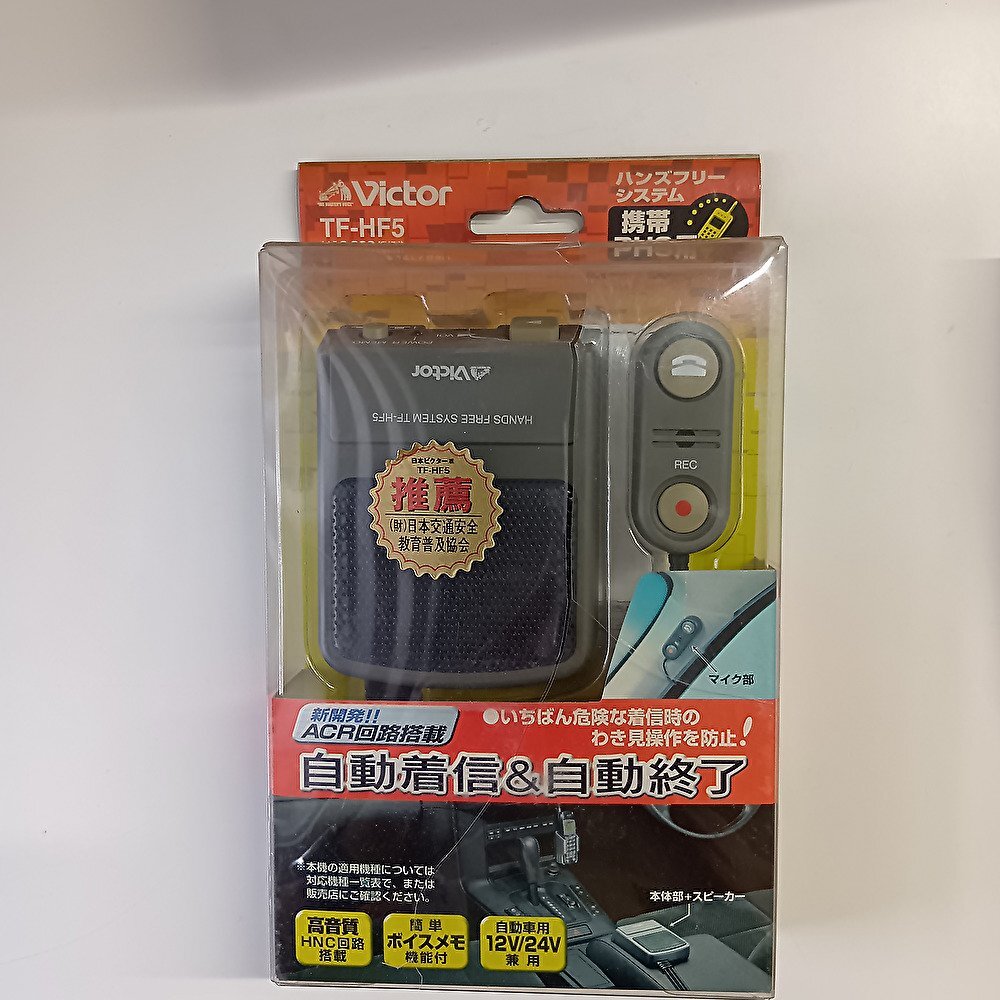 "HIS MASTER'S VOICE"
Victor
TF-HF5
ハンズフリー
システム
携帯
PHS
Victor
HANDS FREE SYSTEM TF-HF5
日本ビクター製
TF-HF5
推薦
(財)日本交通安全
教育普及協会
REC
マイク部
新開発!!
ACR回路搭載
●いちばん危険な着信時の
わき見操作を防止!
自動着信&自動終了
※本機の適用機種については
対応機種一覧表で、または
販売店にご確認ください。
本体部+スピーカー
高音質
HNC回路
搭載
簡単
ボイスメモ
機能付
自動車用
12V/24V
兼用